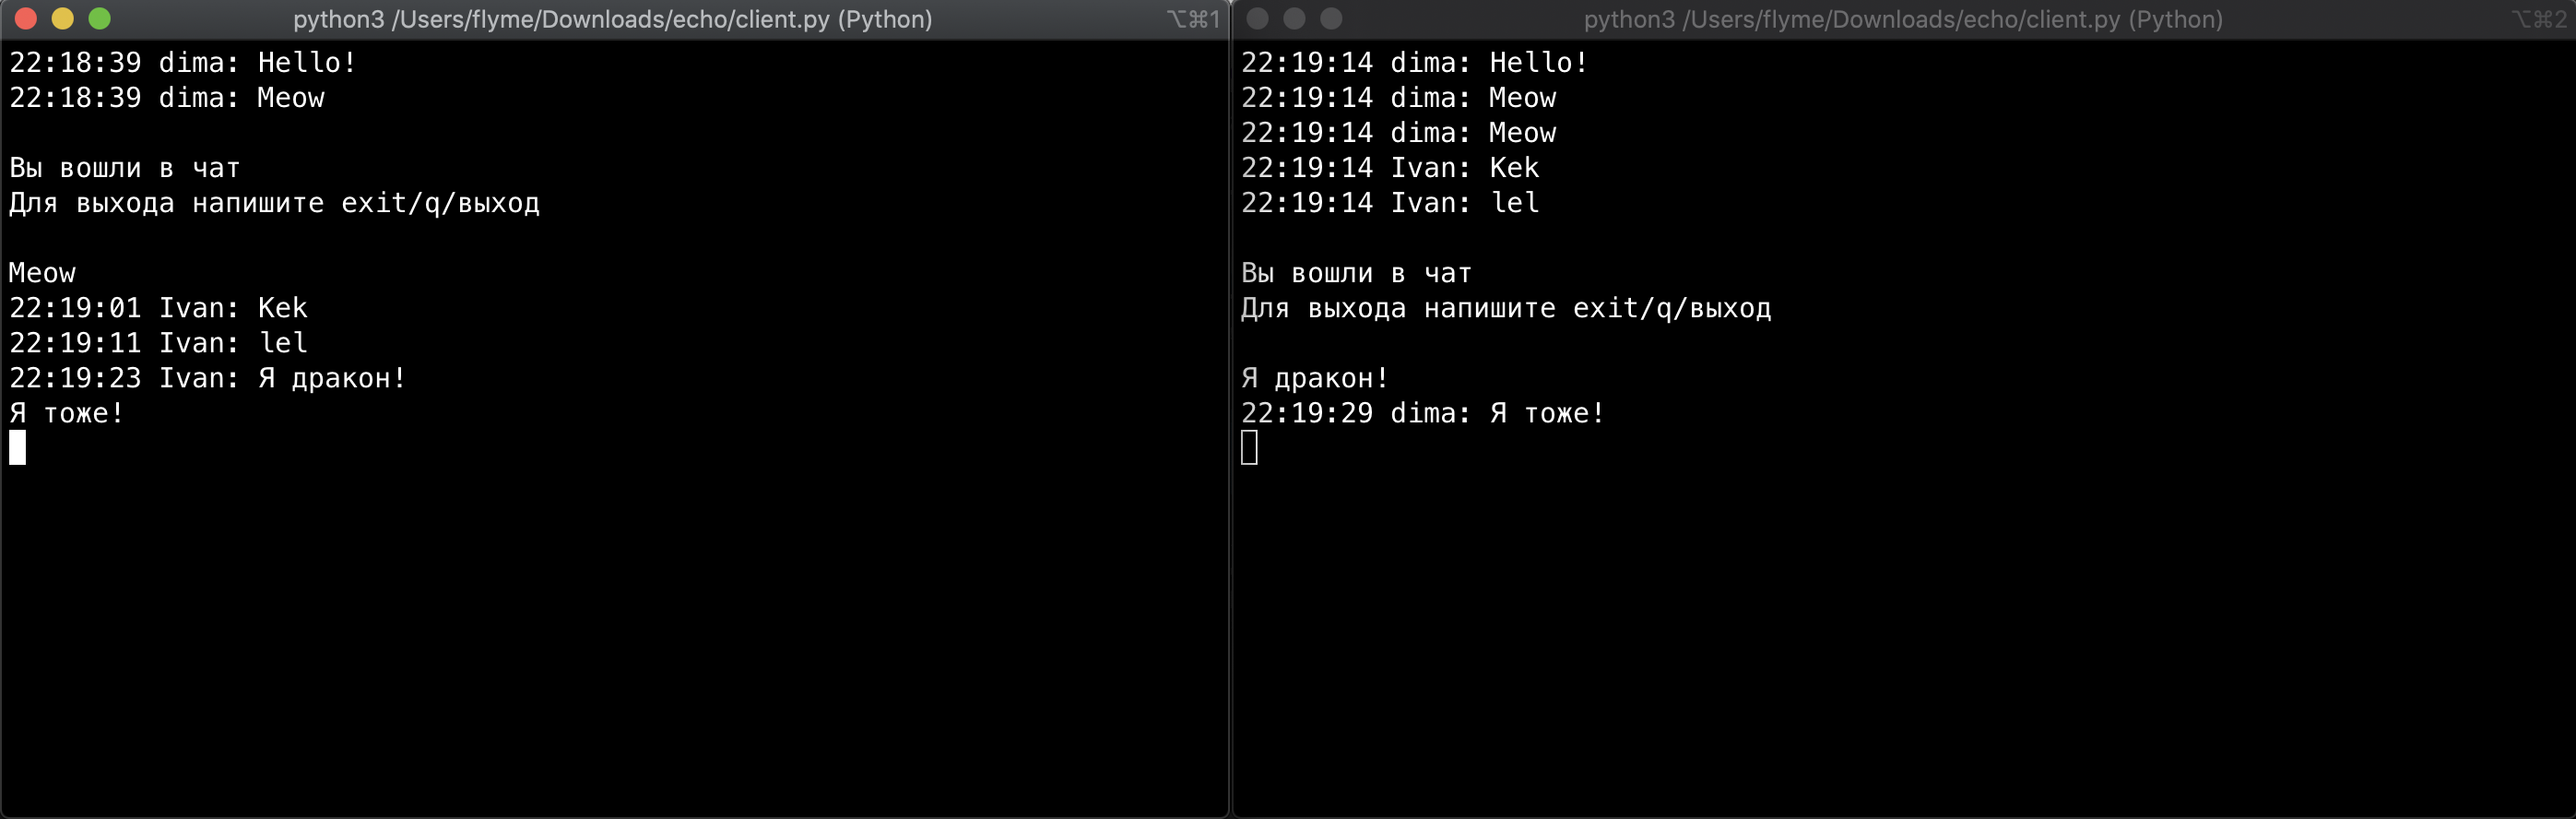 python3 /Users/flyme/Downloads/echo/client.py (Python)
⌥⌘1
22:18:39 dima: Hello!
22:18:39 dima: Meow
Вы вошли в чат
Для выхода напишите exit/q/выход
Meow
22:19:01 Ivan: Kek
22:19:11 Ivan: lel
22:19:23 Ivan: Я дракон!
Я тоже!
python3 /Users/flyme/Downloads/echo/client.py (Python)
⌥⌘2
22:19:14 dima: Hello!
22:19:14 dima: Meow
22:19:14 dima: Meow
22:19:14 Ivan: Kek
22:19:14 Ivan: lel
Вы вошли в чат
Для выхода напишите exit/q/выход
Я дракон!
22:19:29 dima: Я тоже!